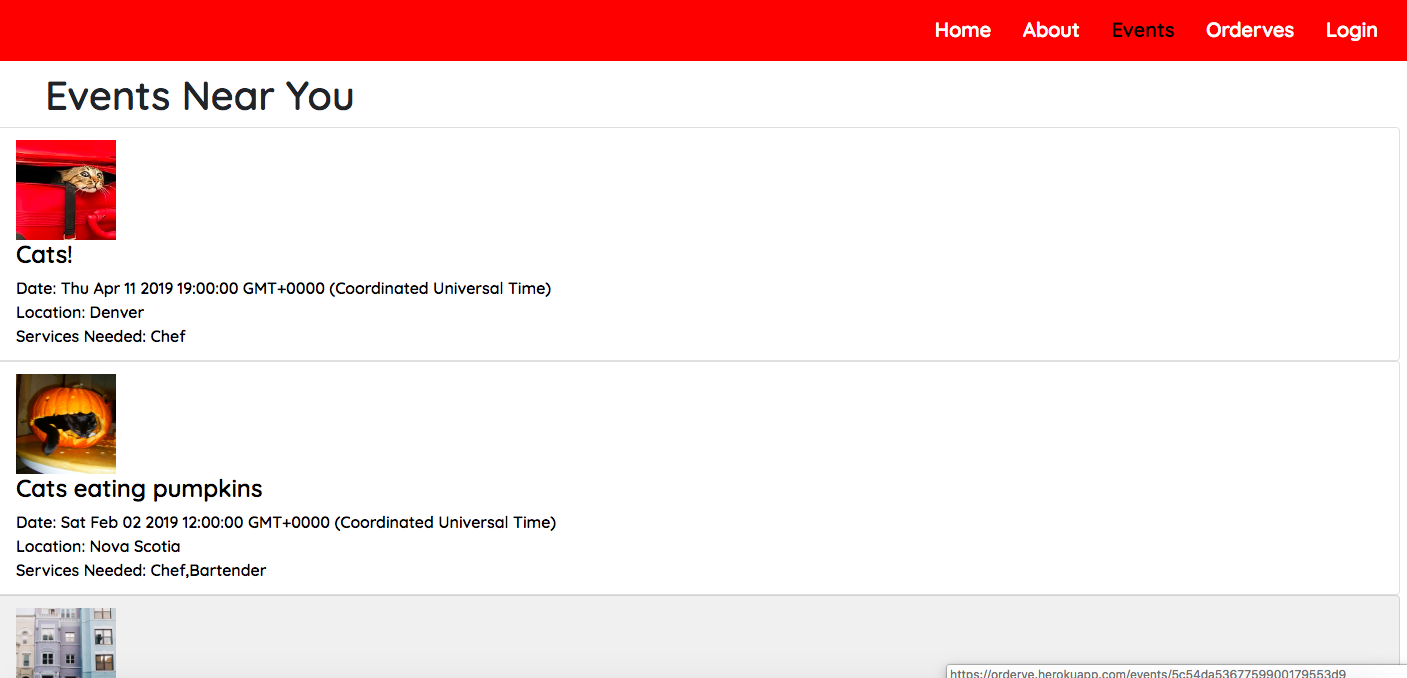 Home About Events Orderves Login
Events Near You
Cats!
Date: Thu Apr 11 2019 19:00:00 GMT+0000 (Coordinated Universal Time)
Location: Denver
Services Needed: Chef
Cats eating pumpkins
Date: Sat Feb 02 2019 12:00:00 GMT+0000 (Coordinated Universal Time)
Location: Nova Scotia
Services Needed: Chef,Bartender
https://orderve.herokuapp.com/events/5c54da5367759900179553d9